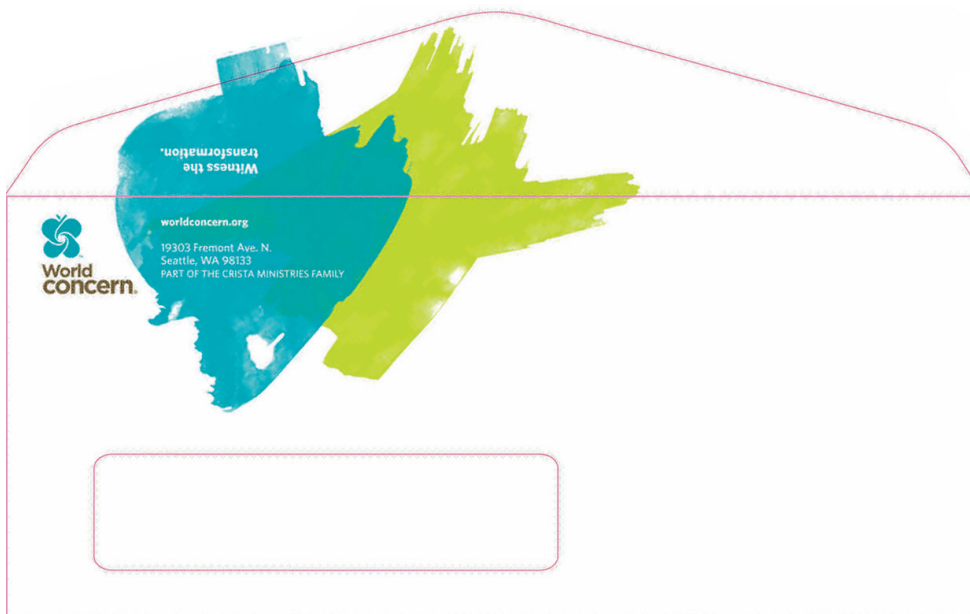 Witness the
transformation.
worldconcern.org
19303 Fremont Ave. N.
Seattle, WA 98133
PART OF THE CRISTA MINISTRIES FAMILY
World
concern.